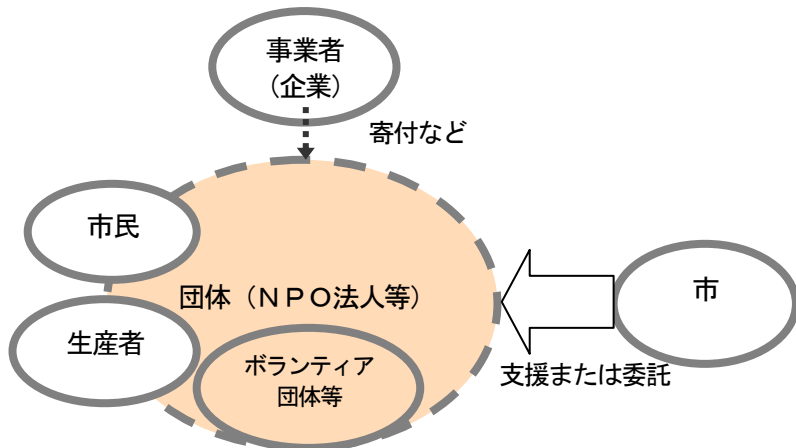 事業者
(企業)
寄付など
市民
団体（ＮＰＯ法人等）
市
生産者
ボランティア
団体等
支援または委託